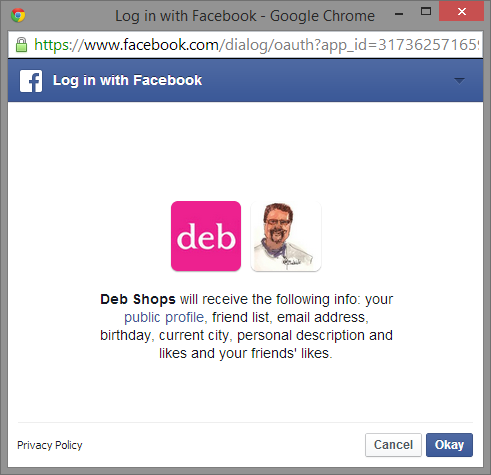 Log in with Facebook - Google Chrome
https://www.facebook.com/dialog/oauth?app_id=317362571659
Log in with Facebook
deb
Deb Shops will receive the following info: your
public profile, friend list, email address,
birthday, current city, personal description and
likes and your friends' likes.
Privacy Policy
Cancel
Okay